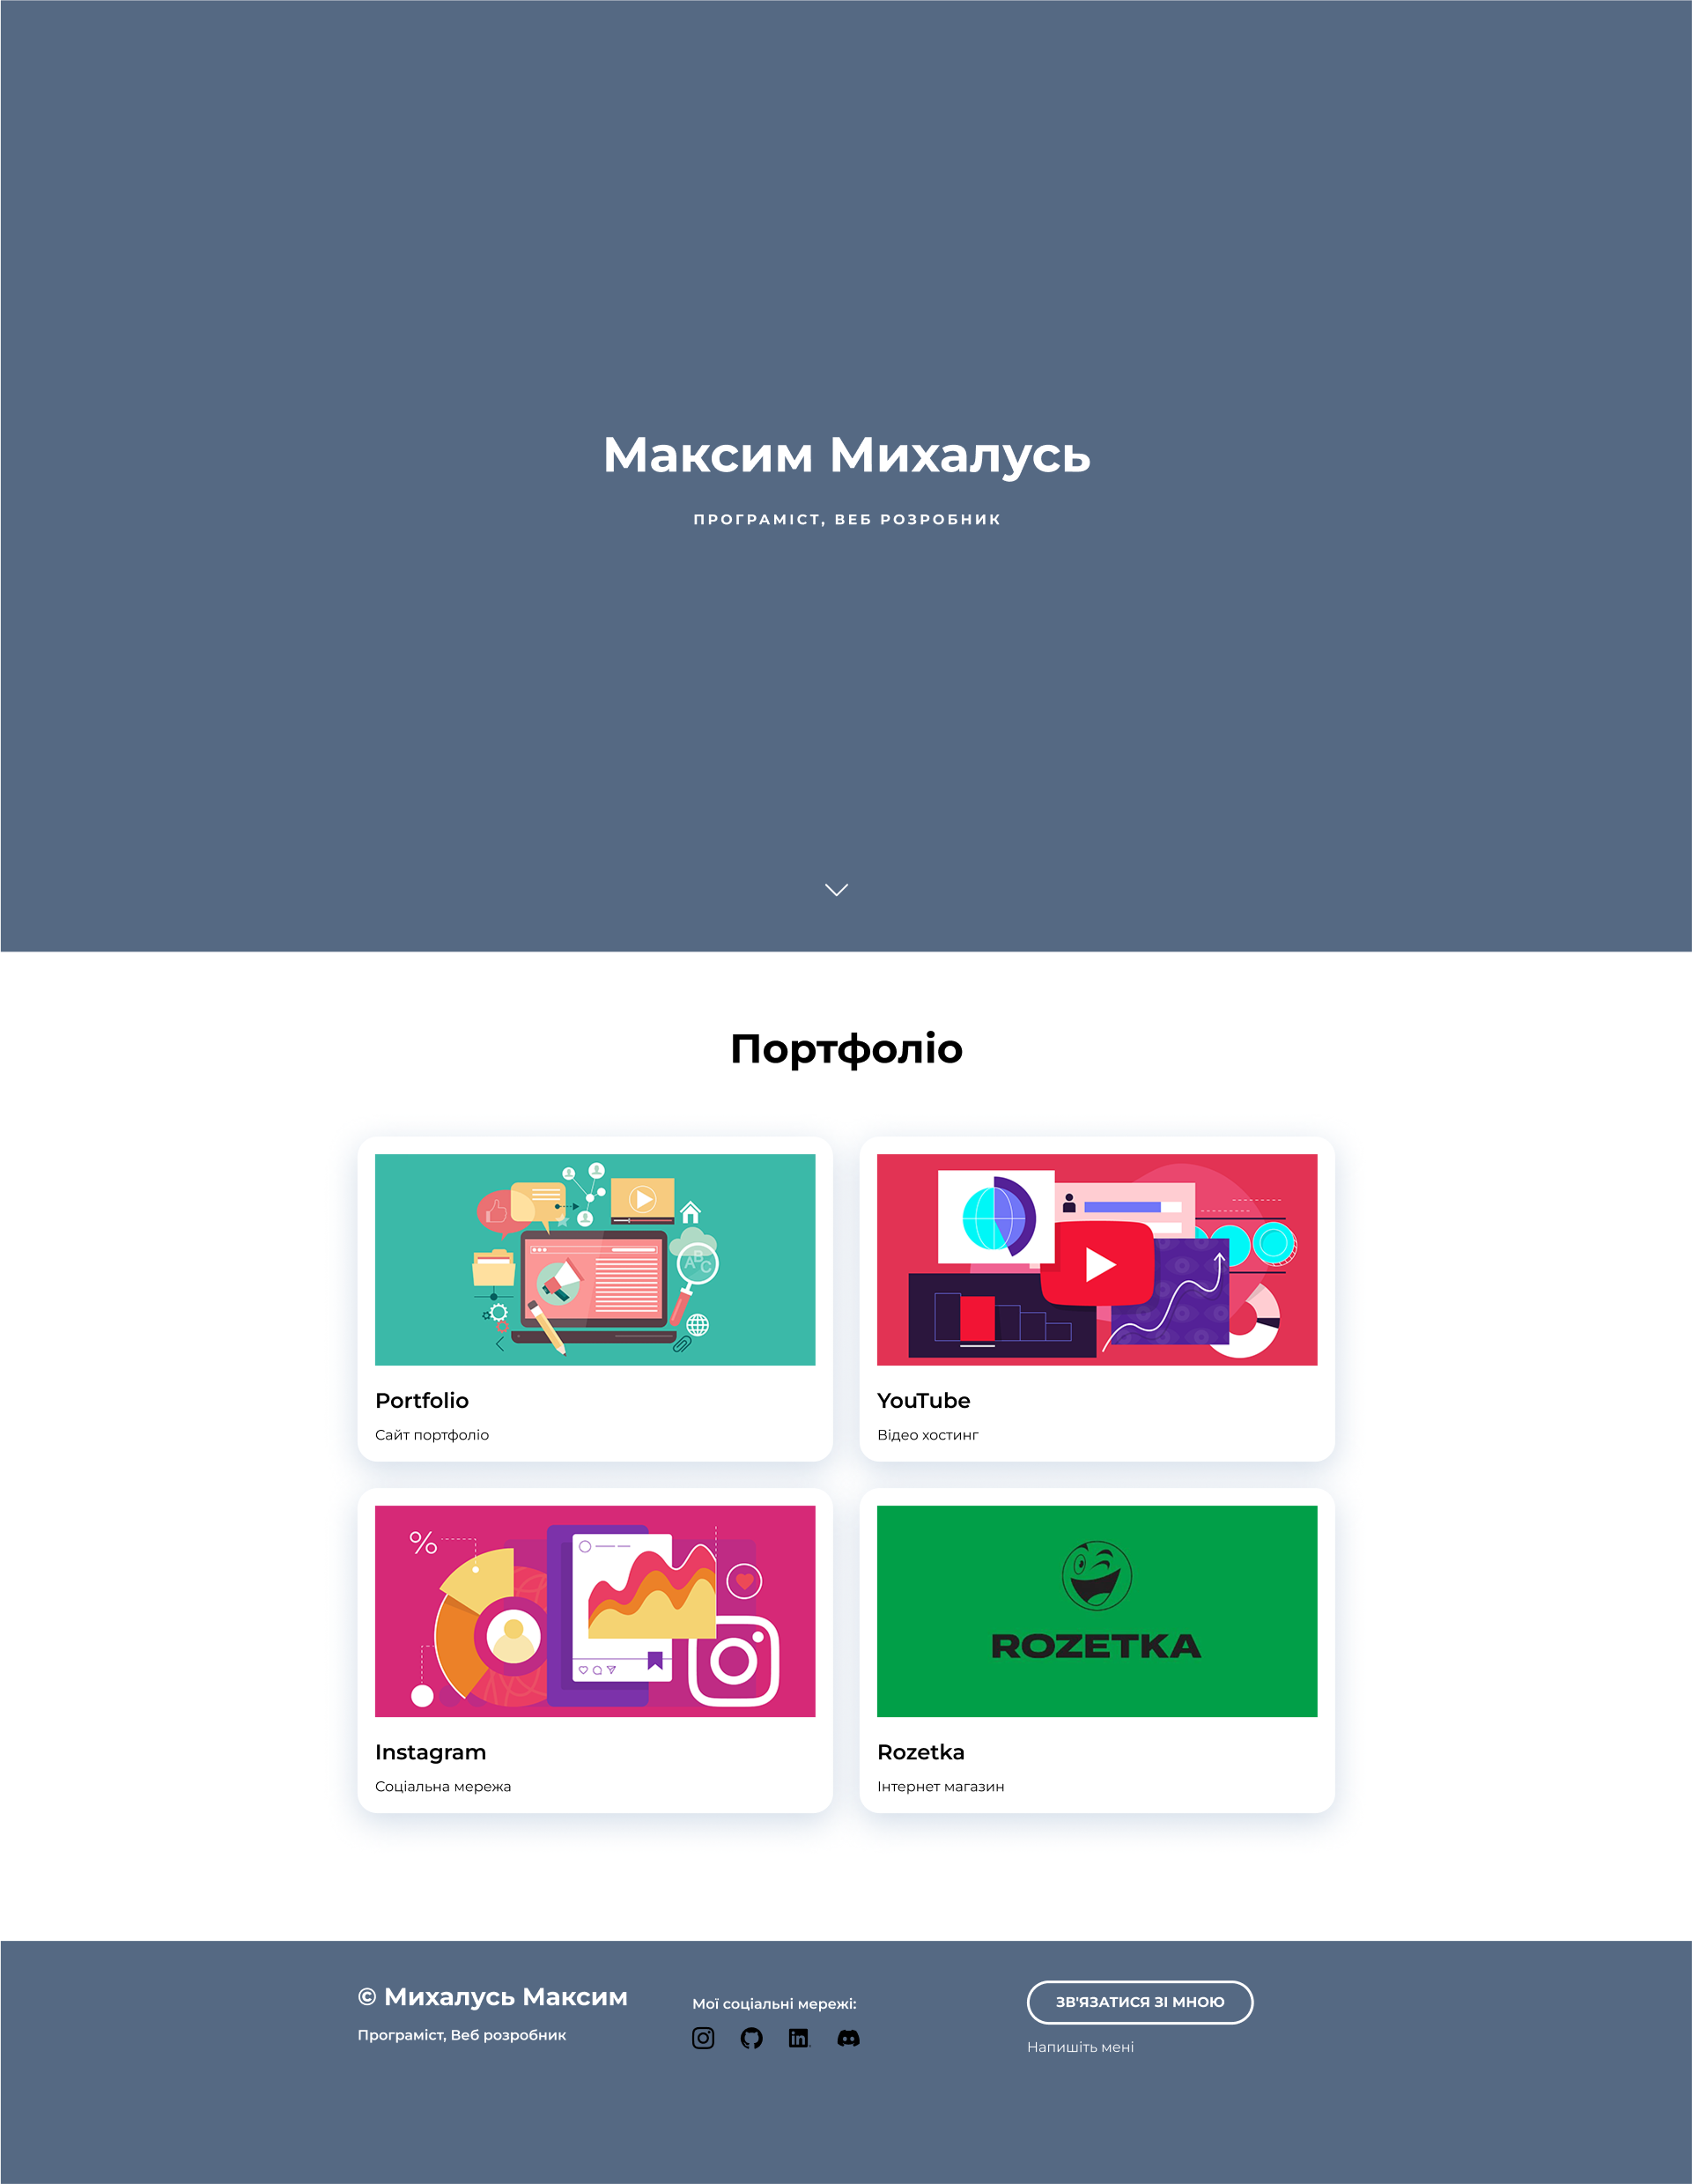 Максим Михалусь
ПРОГРАМІСТ, ВЕБ РОЗРОБНИК
Портфоліо
A B C
Portfolio
Сайт портфоліо
YouTube
Відео хостинг
%
Instagram
Соціальна мережа
ROZETKA
Rozetka
Інтернет магазин
© Михалусь Максим
Програміст, Веб розробник
Мої соціальні мережі:
in
ЗВ'ЯЗАТИСЯ ЗІ МНОЮ
Напишіть мені